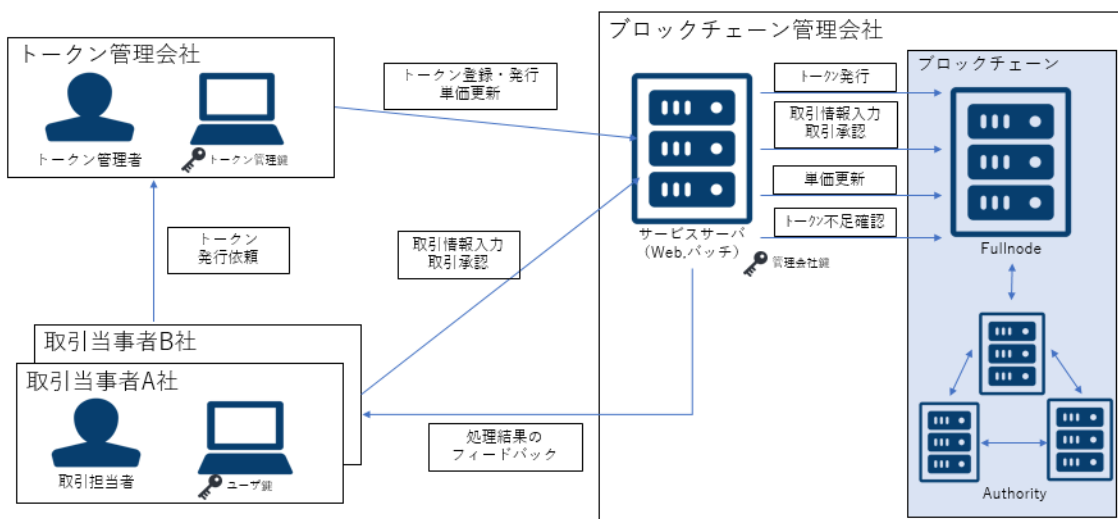 トークン管理会社
トークン管理者
トークン管理鍵
トークン登録・発行
単価更新
トークン
発行依頼
取引情報入力
取引承認
取引当事者B社
取引当事者A社
取引担当者
ユーザ鍵
処理結果の
フィードバック
ブロックチェーン管理会社
サービスサーバ
(Web,バッチ)
管理会社鍵
トークン発行
取引情報入力
取引承認
単価更新
トークン不足確認
ブロックチェーン
Fullnode
Authority